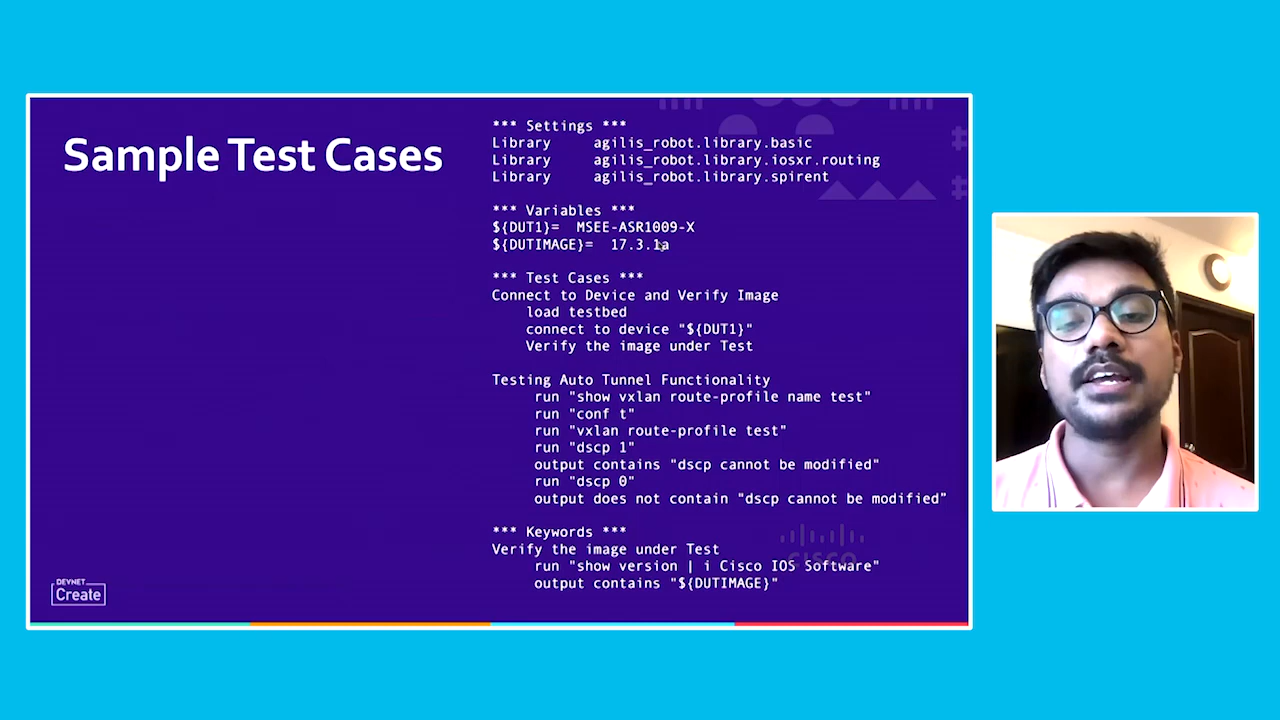 Sample Test Cases
*** Settings ***
Library     agilis_robot.library.basic
Library     agilis_robot.library.iosxr.routing
Library     agilis_robot.library.spirent
*** Variables ***
${DUT1}=  MSEE-ASR1009-X
${DUTIMAGE}=  17.3.1a
*** Test Cases ***
Connect to Device and Verify Image
    load testbed
    connect to device "${DUT1}"
    Verify the image under Test
Testing Auto Tunnel Functionality
     run "show vxlan route-profile name test"
     run "conf t"
     run "vxlan route-profile test"
     run "dscp 1"
     output contains "dscp cannot be modified"
     run "dscp 0"
     output does not contain "dscp cannot be modified"
*** Keywords ***
Verify the image under Test
     run "show version | i Cisco IOS Software"
     output contains "${DUTIMAGE}"
CISCO
DEVNET
Create